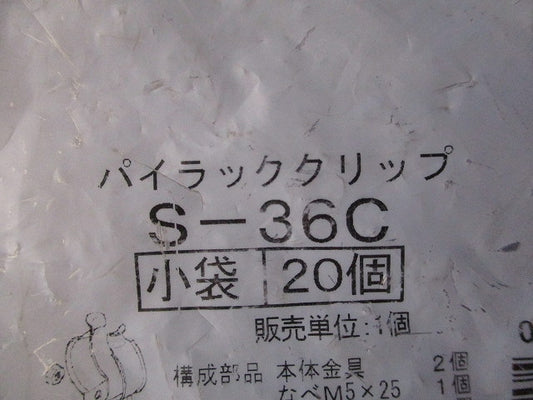 パイラッククリップ
S-36C
小袋 20個
販売単位:1個
構成部品 本体金具 2個
なべM5×25 1個